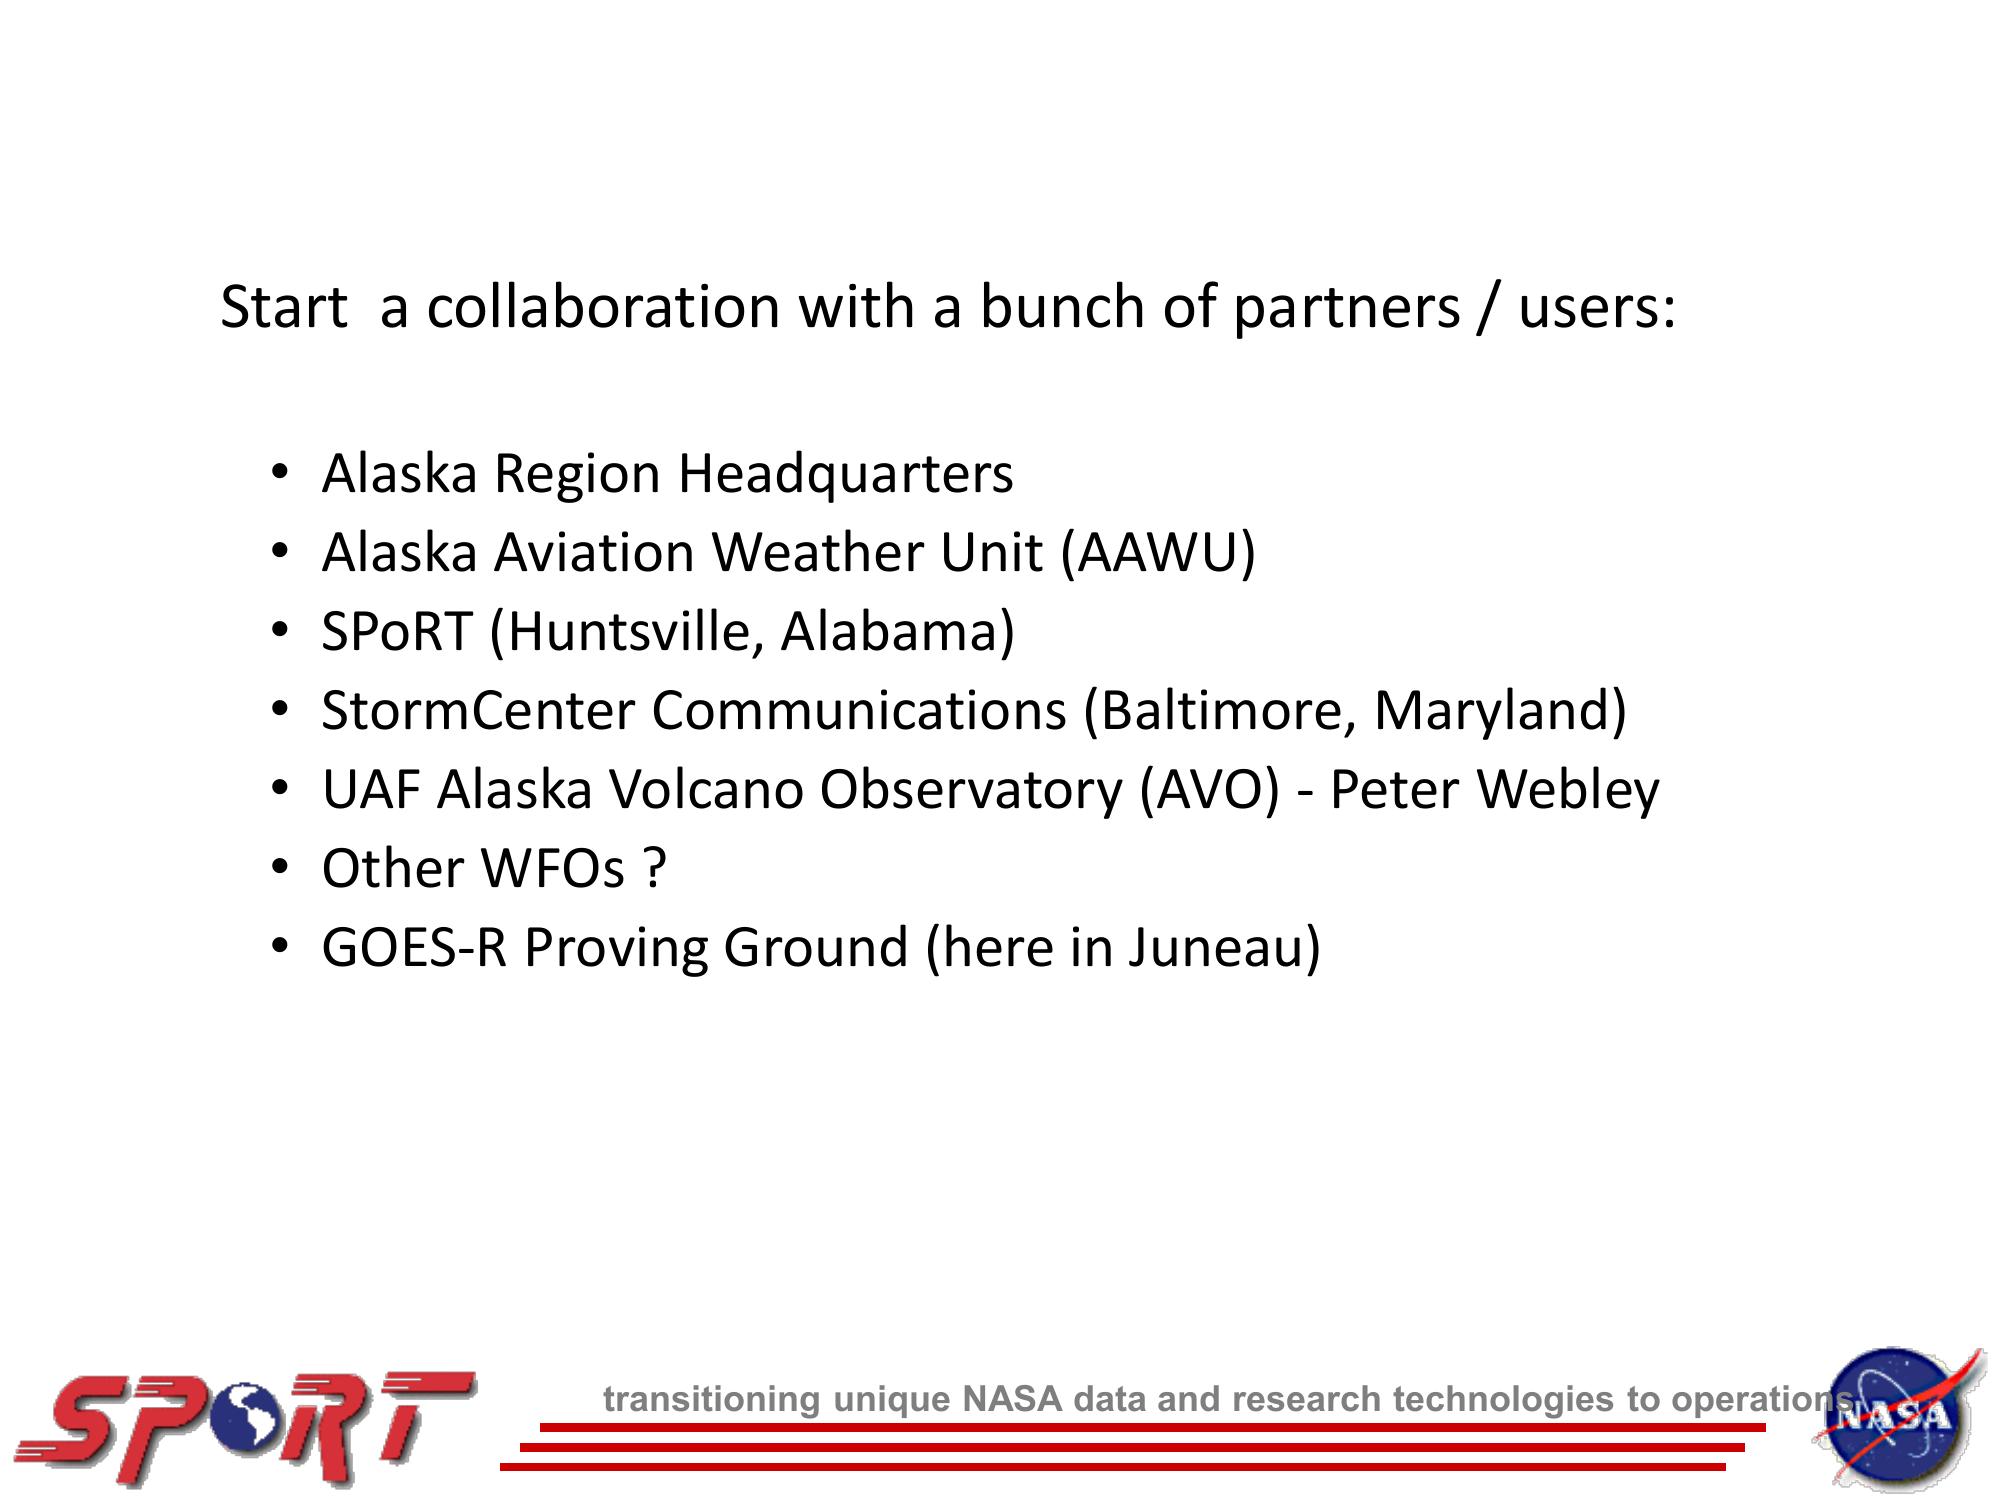 Start  a collaboration with a bunch of partners / users:
• Alaska Region Headquarters
• Alaska Aviation Weather Unit (AAWU)
• SPoRT (Huntsville, Alabama)
• StormCenter Communications (Baltimore, Maryland)
• UAF Alaska Volcano Observatory (AVO) - Peter Webley
• Other WFOs ?
• GOES-R Proving Ground (here in Juneau)
SPoRT
transitioning unique NASA data and research technologies to operations
NASA